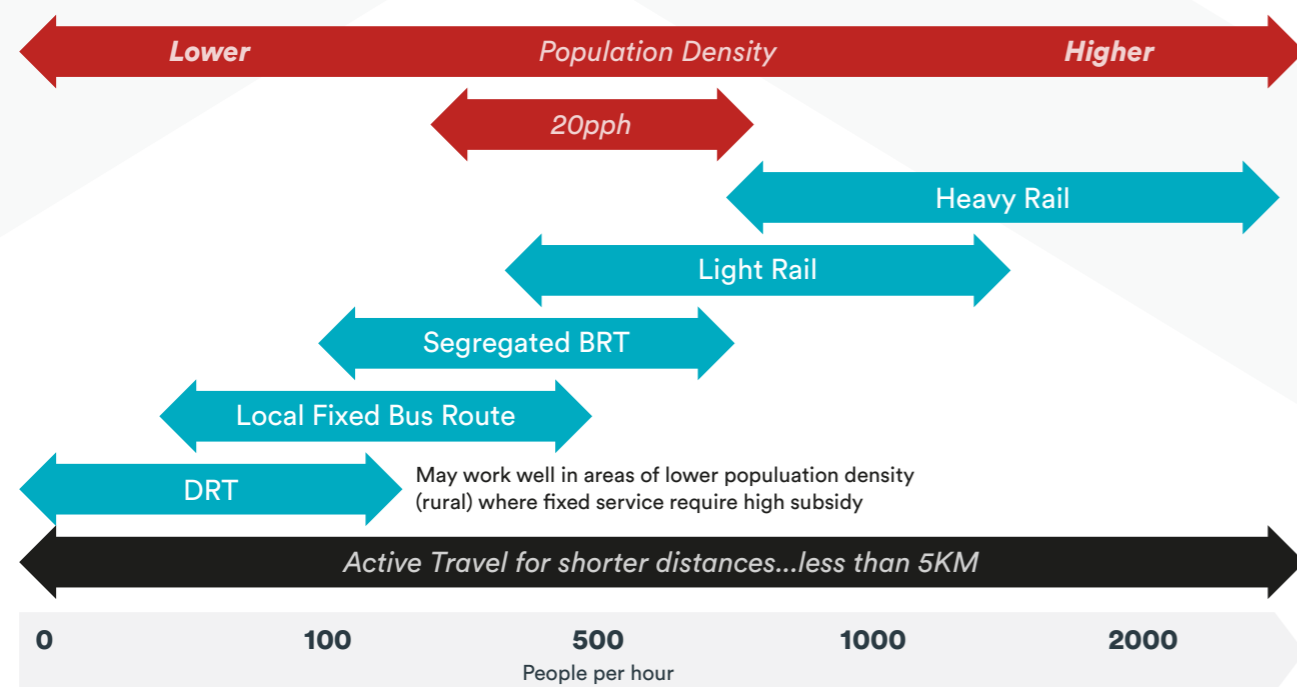 Lower Population Density Higher
20pph
Heavy Rail
Light Rail
Segregated BRT
Local Fixed Bus Route
DRT
May work well in areas of lower populuation density
(rural) where fixed service require high subsidy
Active Travel for shorter distances...less than 5KM
0 100 500 1000 2000
People per hour